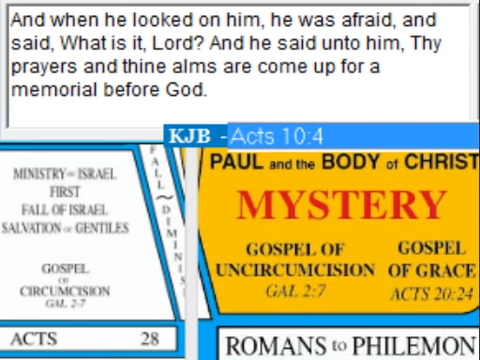 And when he looked on him, he was afraid, and
said, What is it, Lord? And he said unto him, Thy
prayers and thine alms are come up for a
memorial before God.
KJB - Acts 10:4
MINISTRY OF ISRAEL
FIRST
FALL OF ISRAEL
SALVATION OF GENTILES
GOSPEL
OF
CIRCUMCISION
GAL 2-7
ACTS 28
FALL ~ DIMINIS
PAUL and the BODY of CHRIST
MYSTERY
GOSPEL OF
UNCIRCUMCISION
GAL 2:7
GOSPEL
OF GRACE
ACTS 20:24
ROMANS to PHILEMON